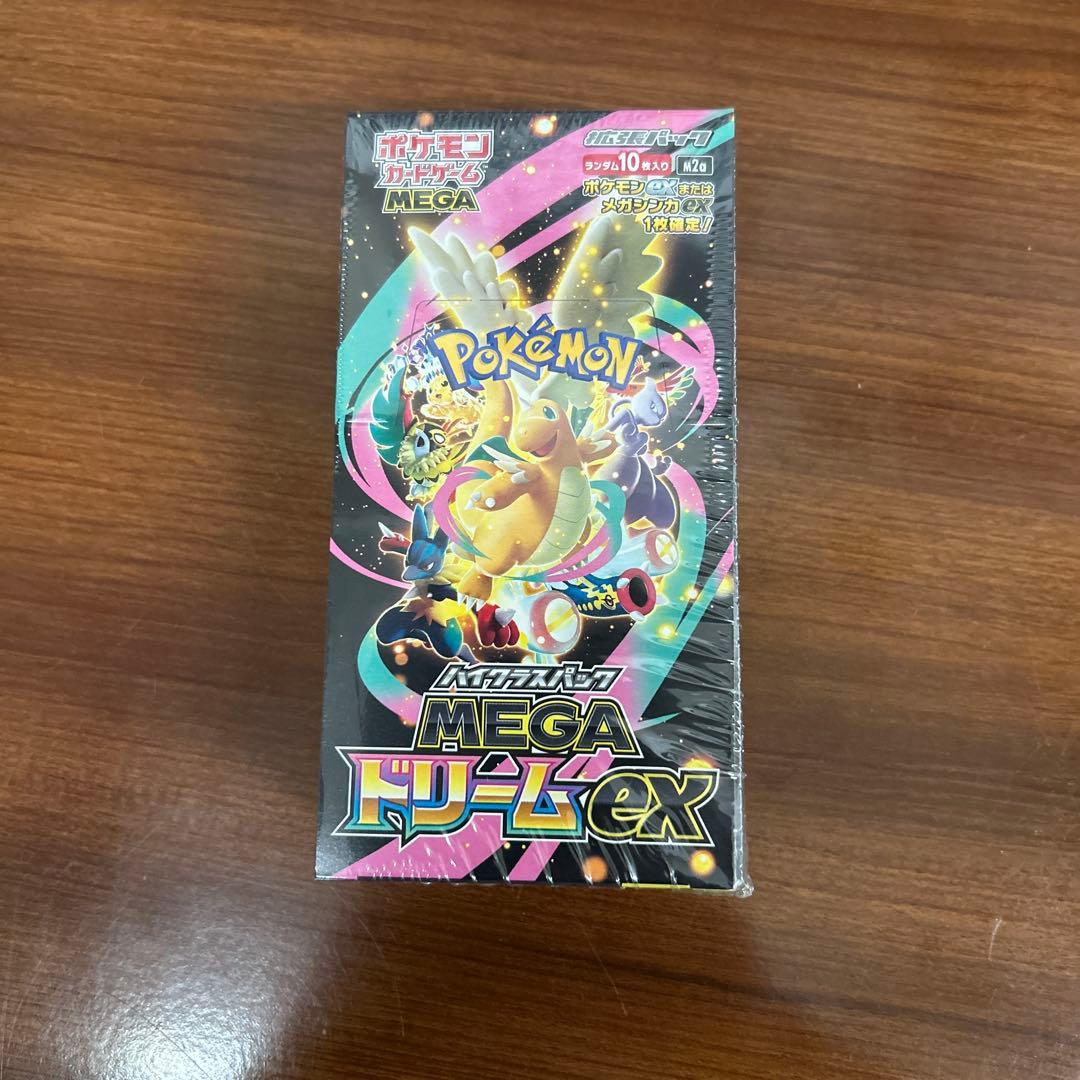 ポケモン
カードゲーム
MEGA
拡張パック
ランダム10枚入り
M2a
ポケモンexまたは
メガシンカex
1枚確定!
POKéMON
ハイクラスパック
MEGA
ドリームex